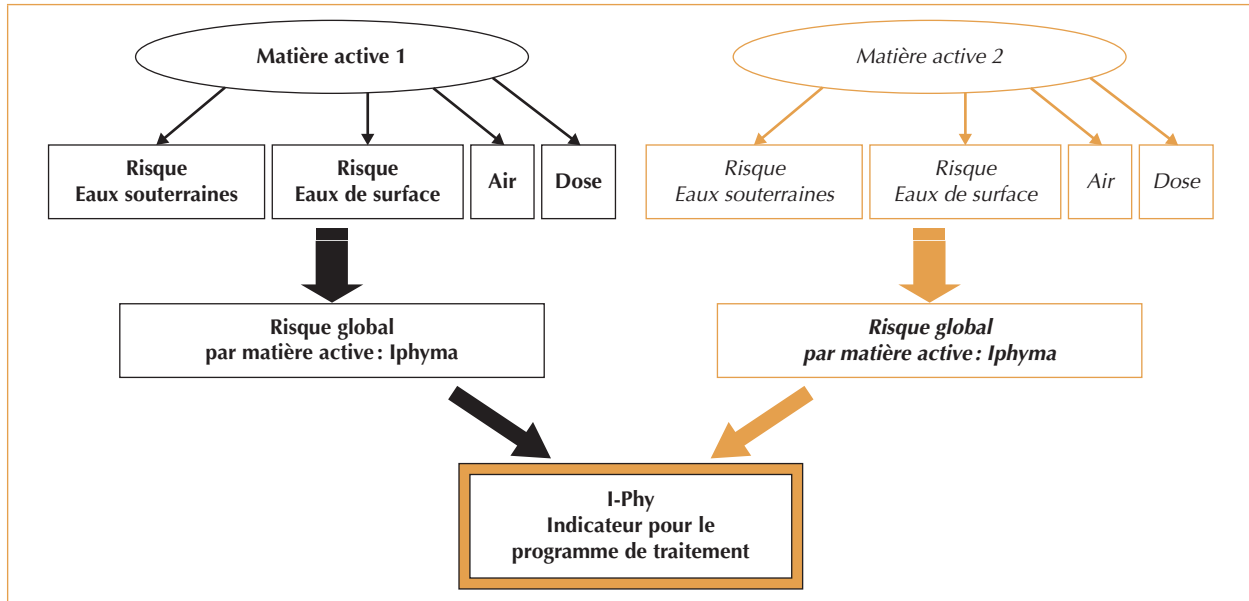 Matière active 1
Risque
Eaux souterraines
Risque
Eaux de surface
Air
Dose
Matière active 2
Risque
Eaux souterraines
Risque
Eaux de surface
Air
Dose
Risque global
par matière active : Iphyma
Risque global
par matière active : Iphyma
I-Phy
Indicateur pour le
programme de traitement